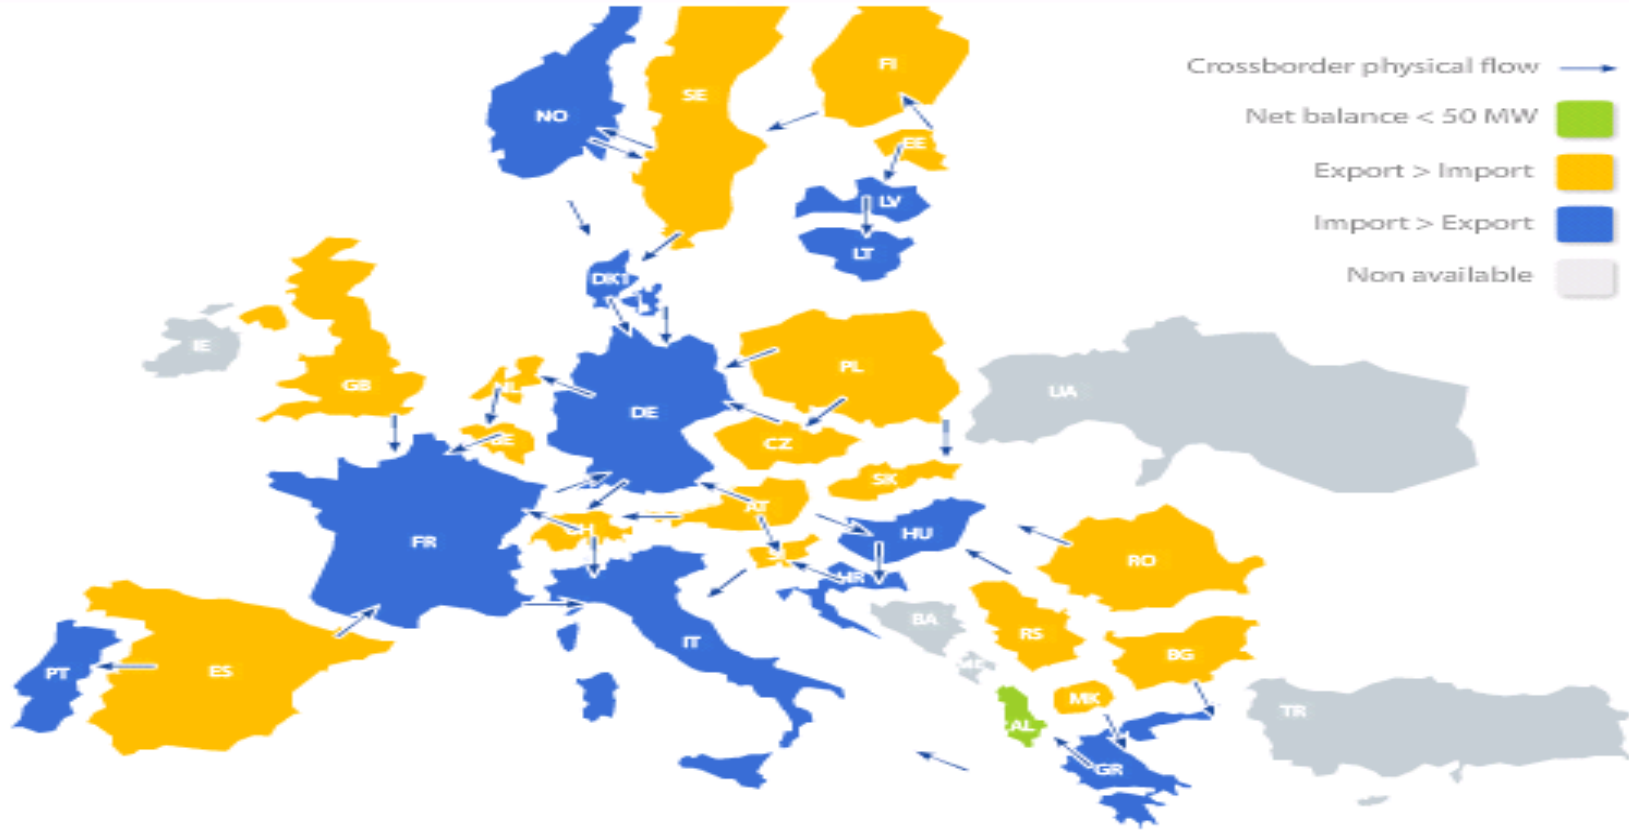 FI
Crossborder physical flow
SE
NO
Net balance < 50 MW
EE
Export > Import
LV
Import > Export
LT
DK1
Non available
IE
PL
GB
NL
UA
DE
BE
CZ
SK
AT
CH
HU
FR
RO
HR
BA
RS
IT
BG
PT
ES
MK
TR
AL
GR